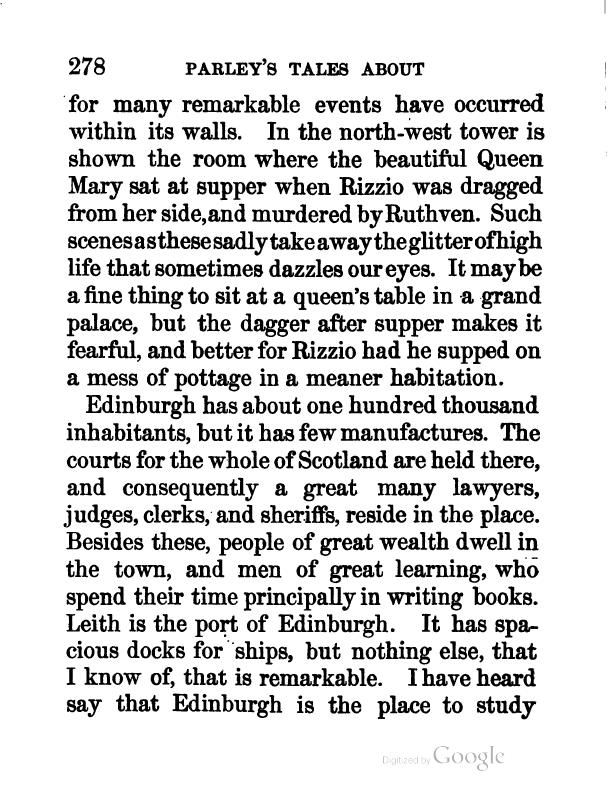 278 PARLEY'S TALES ABOUT
for many remarkable events have occurred
within its walls. In the north-west tower is
shown the room where the beautiful Queen
Mary sat at supper when Rizzio was dragged
from her side,and murdered by Ruthven. Such
scenes as these sadly take away the glitter of high
life that sometimes dazzles our eyes. It may be
a fine thing to sit at a queen's table in a grand
palace, but the dagger after supper makes it
fearful, and better for Rizzio had he supped on
a mess of pottage in a meaner habitation.
Edinburgh has about one hundred thousand
inhabitants, but it has few manufactures. The
courts for the whole of Scotland are held there,
and consequently a great many lawyers,
judges, clerks, and sheriffs, reside in the place.
Besides these, people of great wealth dwell in
the town, and men of great learning, who
spend their time principally in writing books.
Leith is the port of Edinburgh. It has spa-
cious docks for ships, but nothing else, that
I know of, that is remarkable. I have heard
say that Edinburgh is the place to study
Digitized by Google